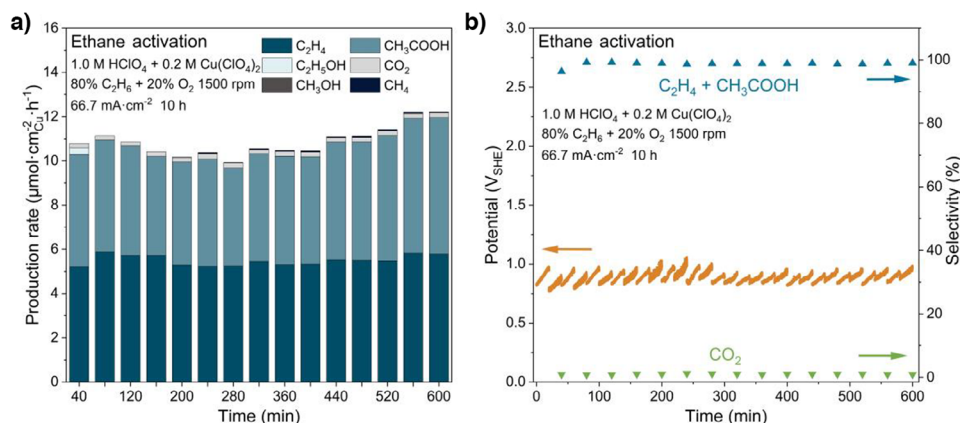 a)
Ethane activation
1.0 M HClO₄ + 0.2 M Cu(ClO₄)₂
80% C₂H₆ + 20% O₂ 1500 rpm
66.7 mA·cm⁻² 10 h
C₂H₄
CH₃COOH
C₂H₅OH
CO₂
CH₃OH
CH₄
Production rate (μmol·cm⁻²Cu·h⁻¹)
16
14
12
10
8
6
4
2
0
40
120
200
280
360
440
520
600
Time (min)
b)
Ethane activation
C₂H₄ + CH₃COOH
1.0 M HClO₄ + 0.2 M Cu(ClO₄)₂
80% C₂H₆ + 20% O₂ 1500 rpm
66.7 mA·cm⁻² 10 h
CO₂
Potential (V_SHE)
3.0
2.5
2.0
1.5
1.0
0.5
0.0
0
100
200
300
400
500
600
Time (min)
100
80
60
40
20
0
Selectivity (%)